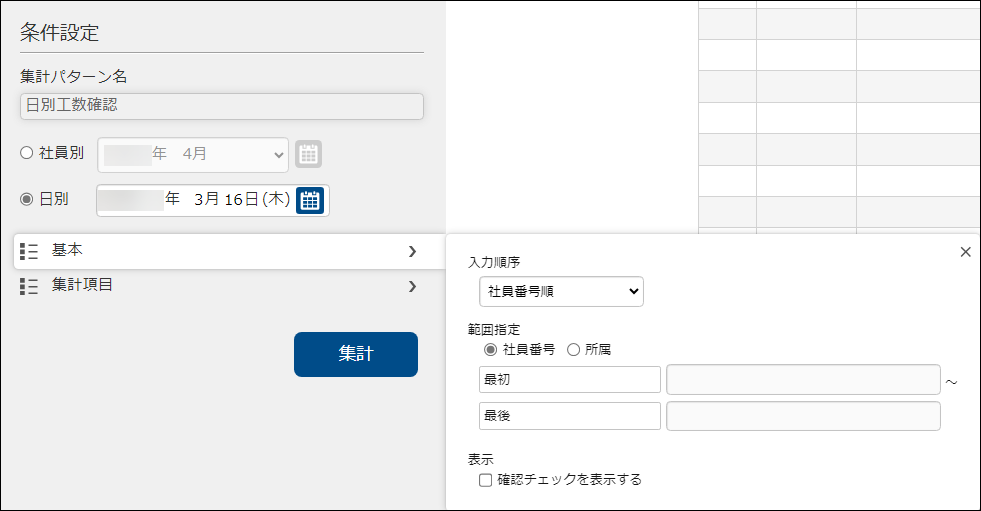 条件設定
集計パターン名
日別工数確認
社員別 年 4月
日別 年 3月 16日(木)
基本
集計項目
集計
入力順序
社員番号順
範囲指定
社員番号 所属
最初 ～
最後
表示
確認チェックを表示する